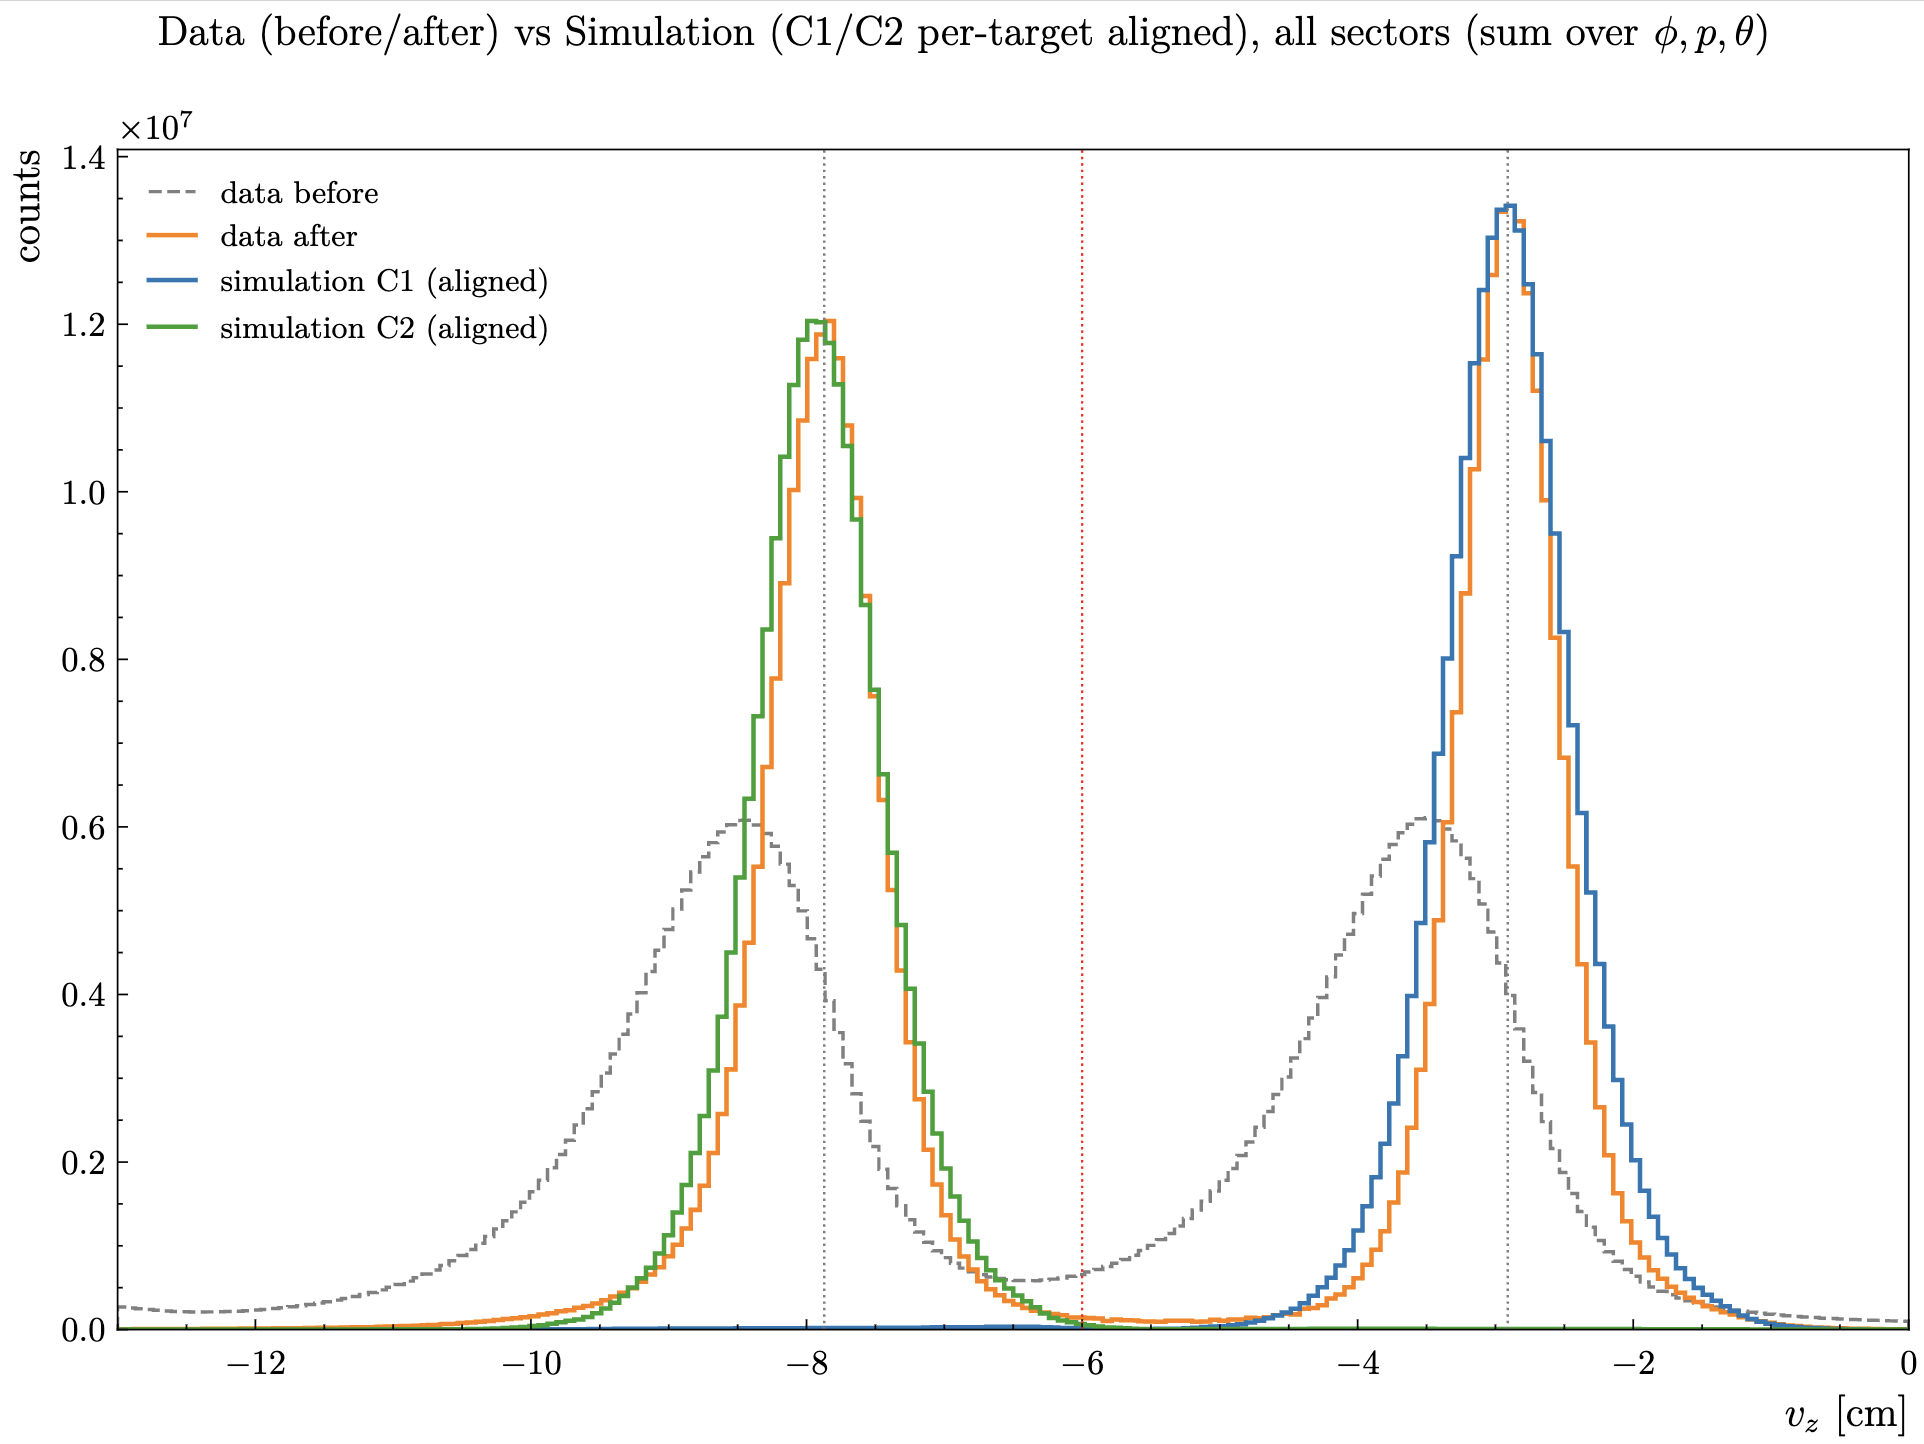 Data (before/after) vs Simulation (C1/C2 per-target aligned), all sectors (sum over ϕ, p, θ)
×10⁷
counts
1.4
1.2
1.0
0.8
0.6
0.4
0.2
0.0
data before
data after
simulation C1 (aligned)
simulation C2 (aligned)
−12 −10 −8 −6 −4 −2 0
v_z [cm]